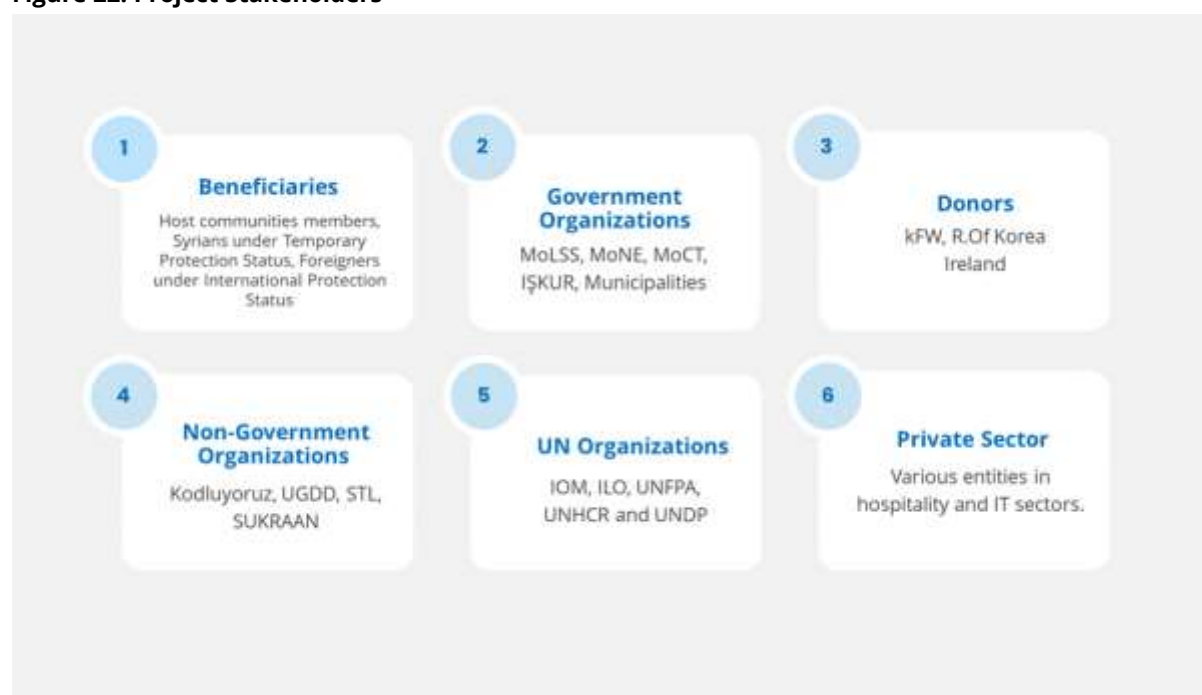 1
Beneficiaries
Host communities members,
Syrians under Temporary
Protection Status, Foreigners
under International Protection
Status
2
Government
Organizations
MoLSS, MoNE, MoCT,
IŞKUR, Municipalities
3
Donors
kFW, R.Of Korea
Ireland
4
Non-Government
Organizations
Kodluyoruz, UGDD, STL,
SUKRAAN
5
UN Organizations
IOM, ILO, UNFPA,
UNHCR and UNDP
6
Private Sector
Various entities in
hospitality and IT sectors.